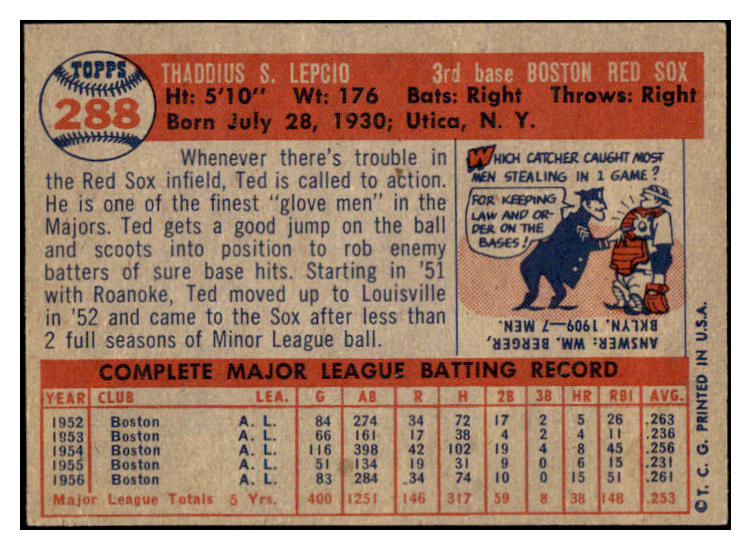 TOPPS
288
THADDIUS S. LEPCIO 3rd base BOSTON RED SOX
Ht: 5'10" Wt: 176 Bats: Right Throws: Right
Born July 28, 1930; Utica, N. Y.
Whenever there's trouble in
the Red Sox infield, Ted is called to action.
He is one of the finest "glove men" in the
Majors. Ted gets a good jump on the ball
and scoots into position to rob enemy
batters of sure base hits. Starting in '51
with Roanoke, Ted moved up to Louisville
in '52 and came to the Sox after less than
2 full seasons of Minor League ball.
WHICH CATCHER CAUGHT MOST
MEN STEALING IN 1 GAME?
FOR KEEPING
LAW AND OR-
DER ON THE
BASES!
ANSWER: WM. BERGER,
BKLYN. 1909—7 MEN.
COMPLETE MAJOR LEAGUE BATTING RECORD
YEAR CLUB LEA. G AB R H 2B 3B HR RBI AVG.
1952 Boston A. L. 84 274 34 72 17 2 5 26 .263
1953 Boston A. L. 66 161 17 38 4 2 4 11 .236
1954 Boston A. L. 116 398 42 102 19 4 8 45 .256
1955 Boston A. L. 51 134 19 31 9 0 6 15 .231
1956 Boston A. L. 83 284 34 74 10 0 15 51 .261
Major League Totals 5 Yrs. 400 1251 146 317 59 8 38 148 .253
©T. C. G. PRINTED IN U.S.A.